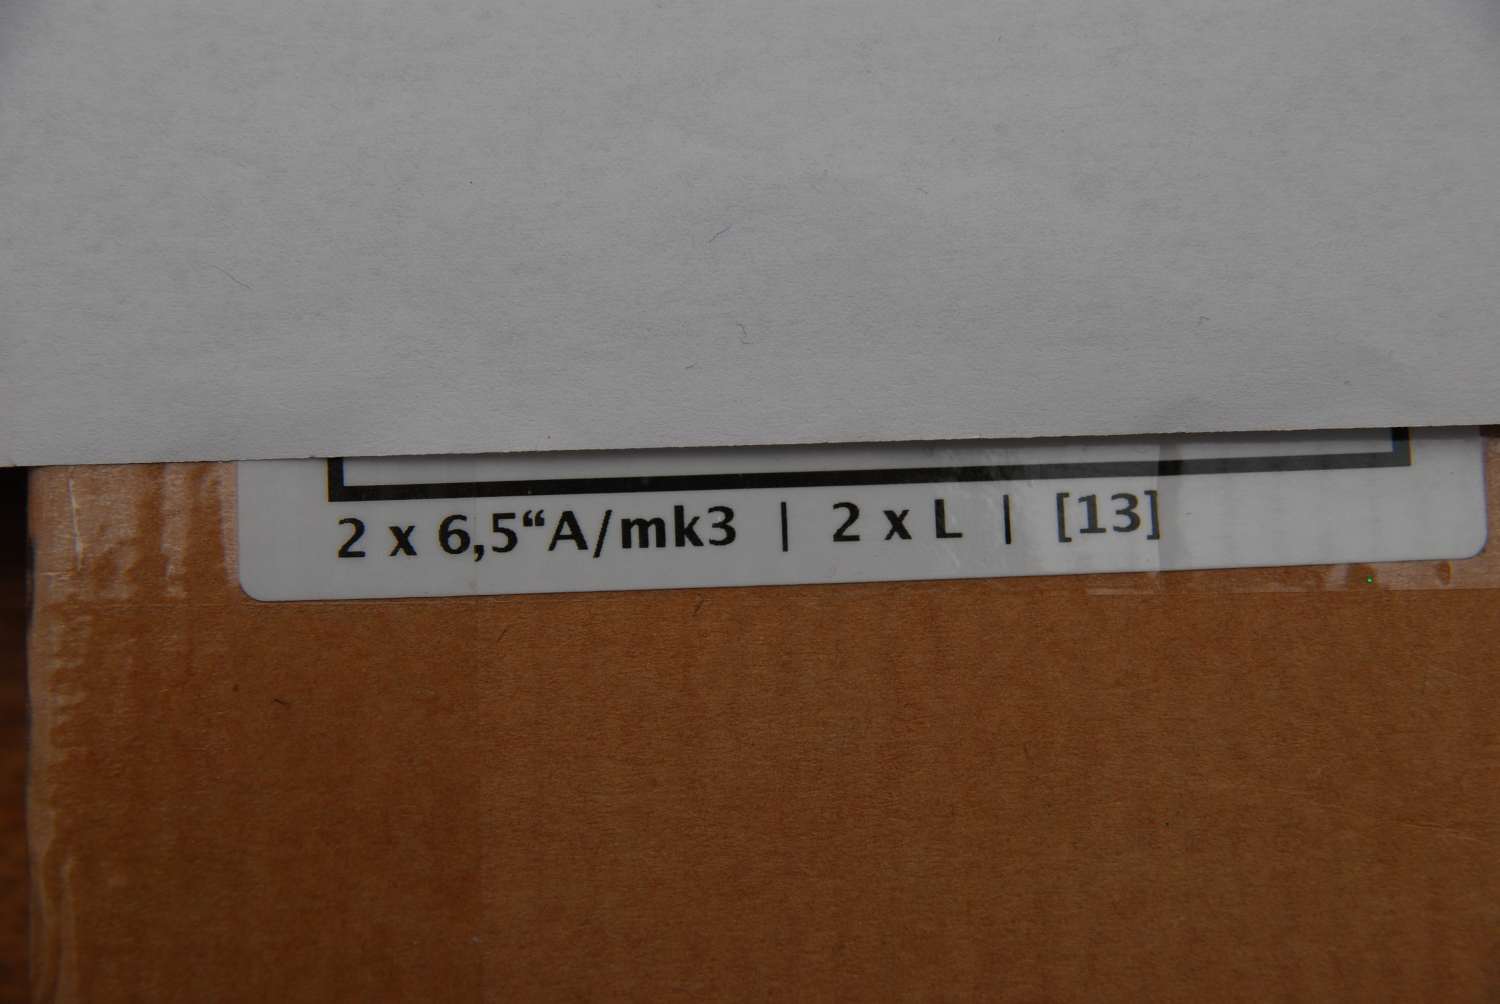 2 x 6,5“A/mk3 | 2 x L | [13]